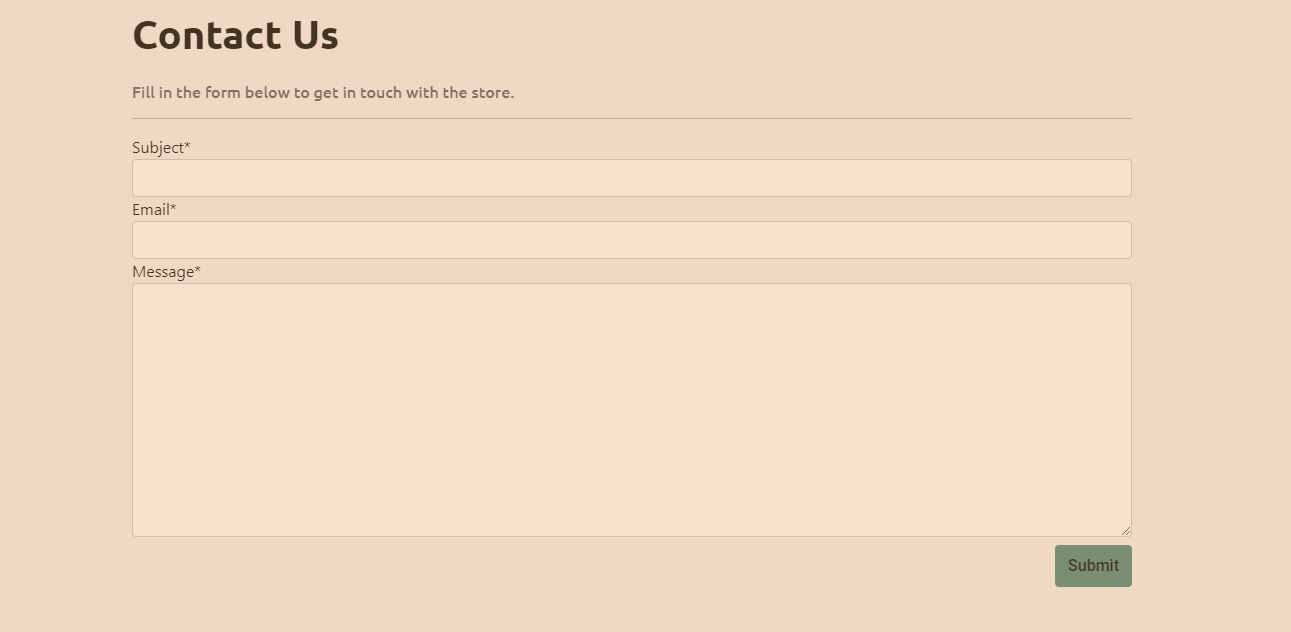 Contact Us
Fill in the form below to get in touch with the store.
Subject*
Email*
Message*
Submit